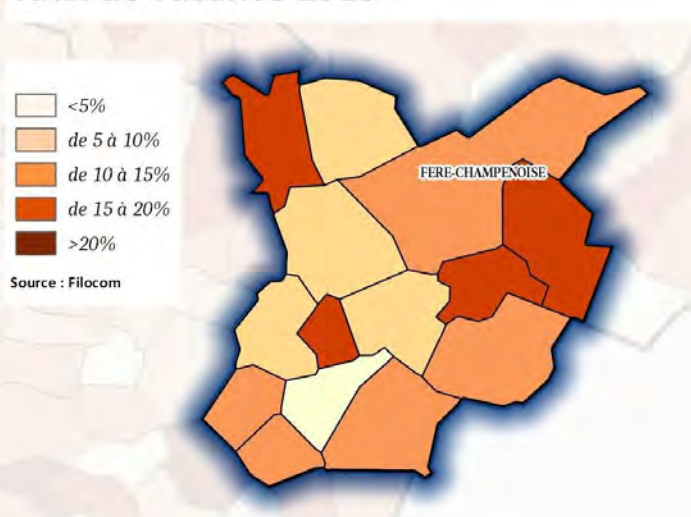 <5%
de 5 à 10%
de 10 à 15%
de 15 à 20%
>20%
Source : Filocom
FERE-CHAMPENOISE